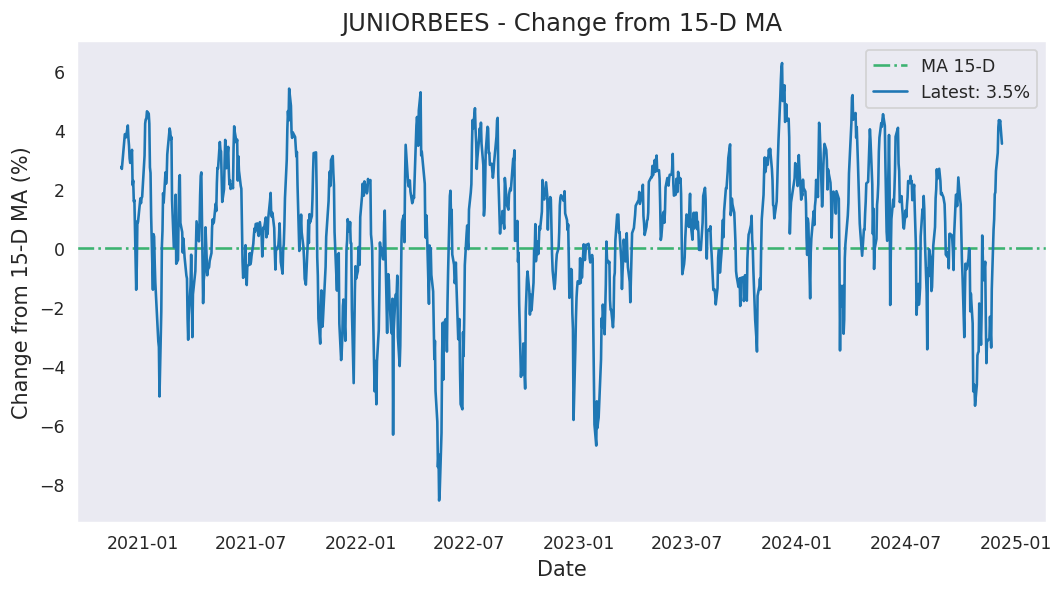 JUNIORBEES - Change from 15-D MA
MA 15-D
Latest: 3.5%
Change from 15-D MA (%)
6
4
2
0
−2
−4
−6
−8
2021-01 2021-07 2022-01 2022-07 2023-01 2023-07 2024-01 2024-07 2025-01
Date